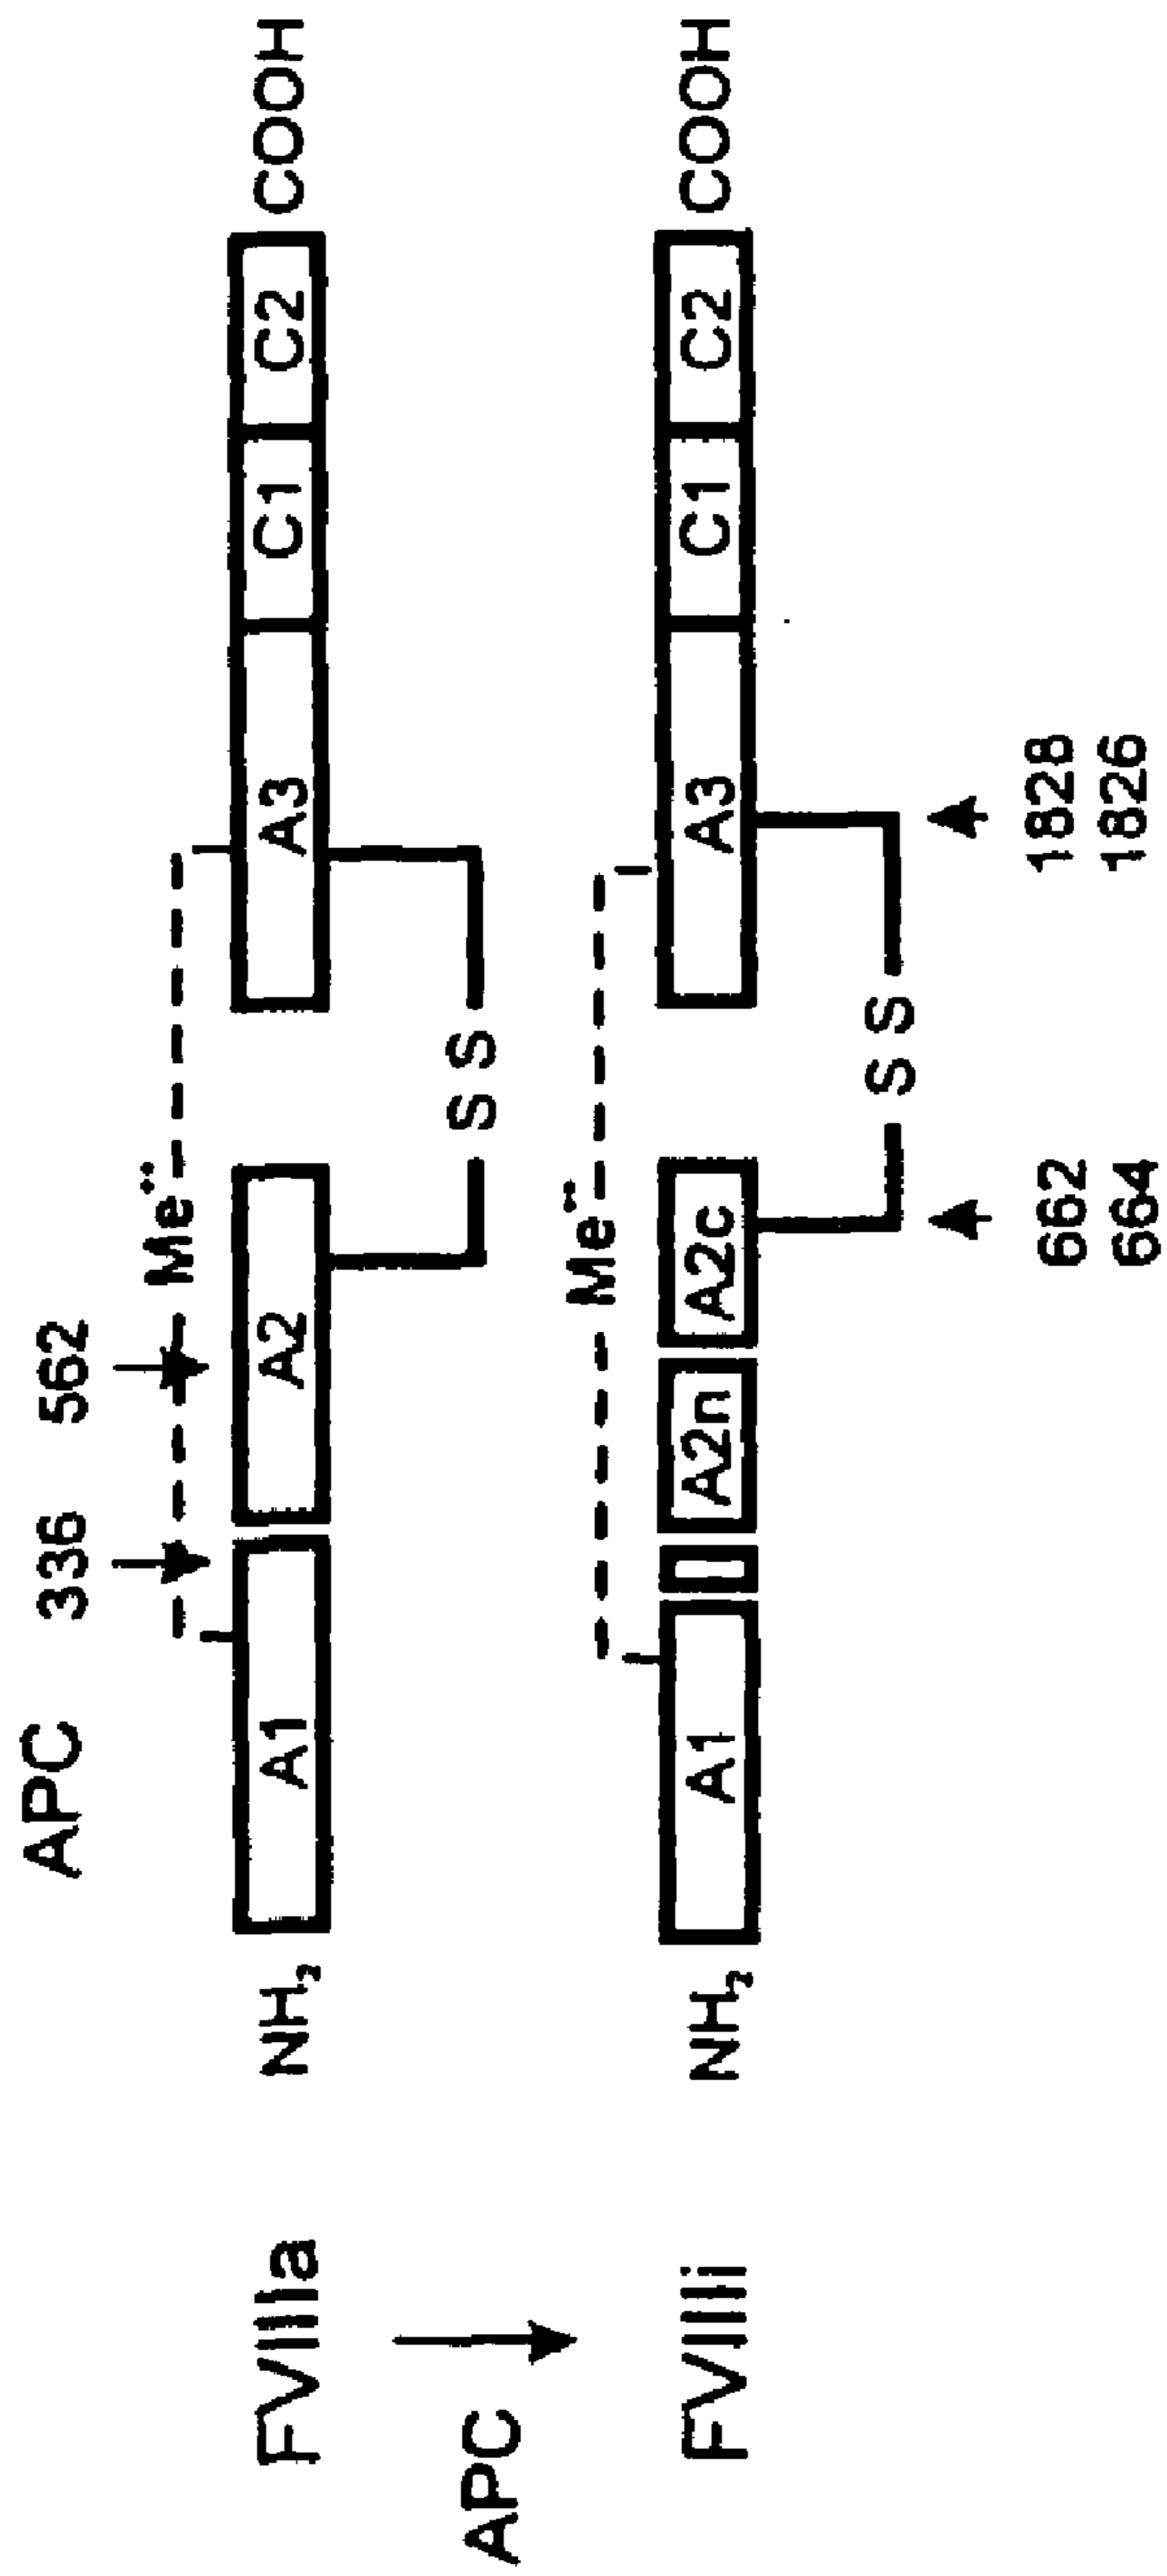 APC 336 562
Me⁺⁺
FVIIIa NH₂ A1 A2 A3 C1 C2 COOH
S S
APC
Me⁺⁺
FVIIIi NH₂ A1 A2n A2c A3 C1 C2 COOH
S S
662 1828
664 1826